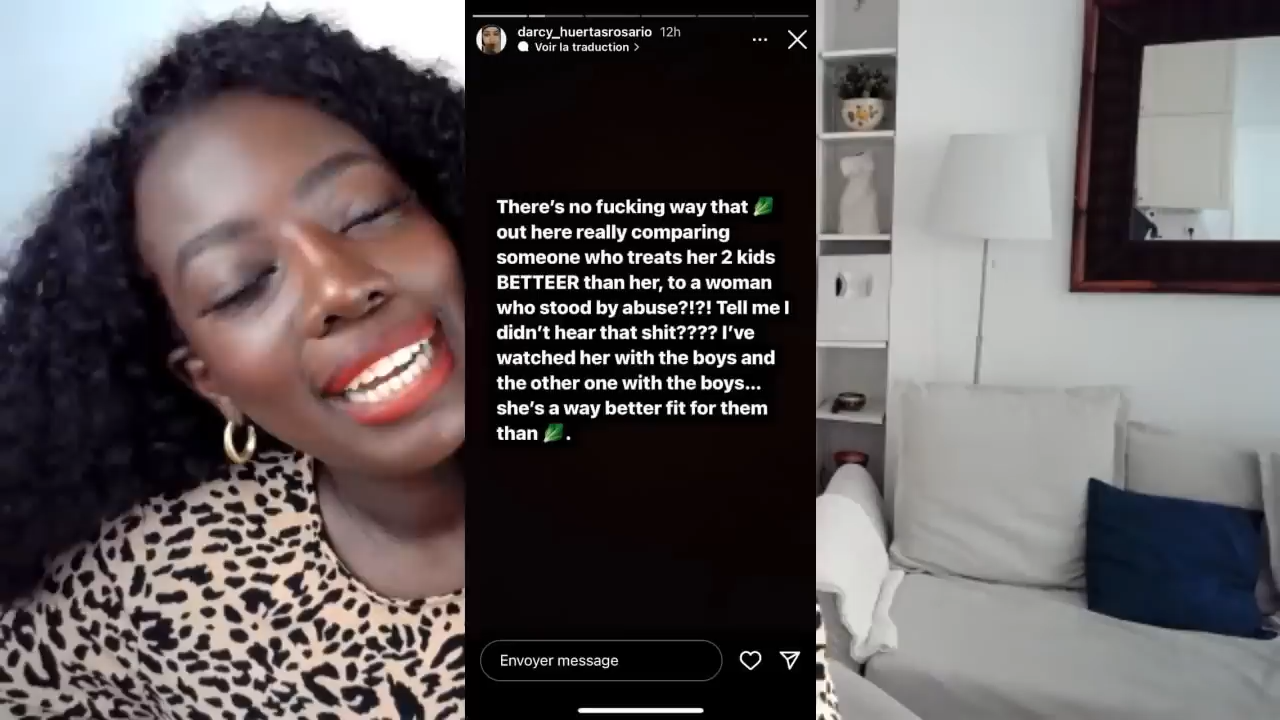 darcy_huertasrosario 12h
Voir la traduction >
There's no fucking way that 🥬
out here really comparing
someone who treats her 2 kids
BETTEER than her, to a woman
who stood by abuse?!?! Tell me I
didn't hear that shit???? I've
watched her with the boys and
the other one with the boys...
she's a way better fit for them
than 🥬.
Envoyer message